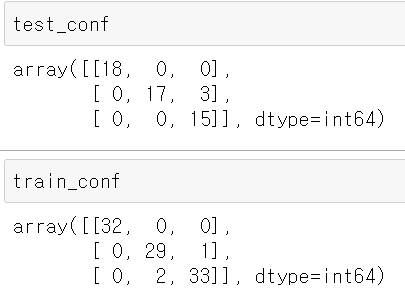 test_conf
array([[18,  0,  0],
       [ 0, 17,  3],
       [ 0,  0, 15]], dtype=int64)
train_conf
array([[32,  0,  0],
       [ 0, 29,  1],
       [ 0,  2, 33]], dtype=int64)